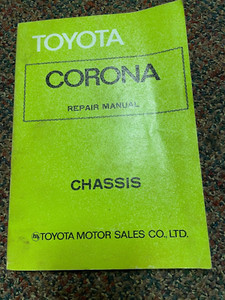 TOYOTA
CORONA
REPAIR MANUAL
CHASSIS
TOYOTA MOTOR SALES CO., LTD.